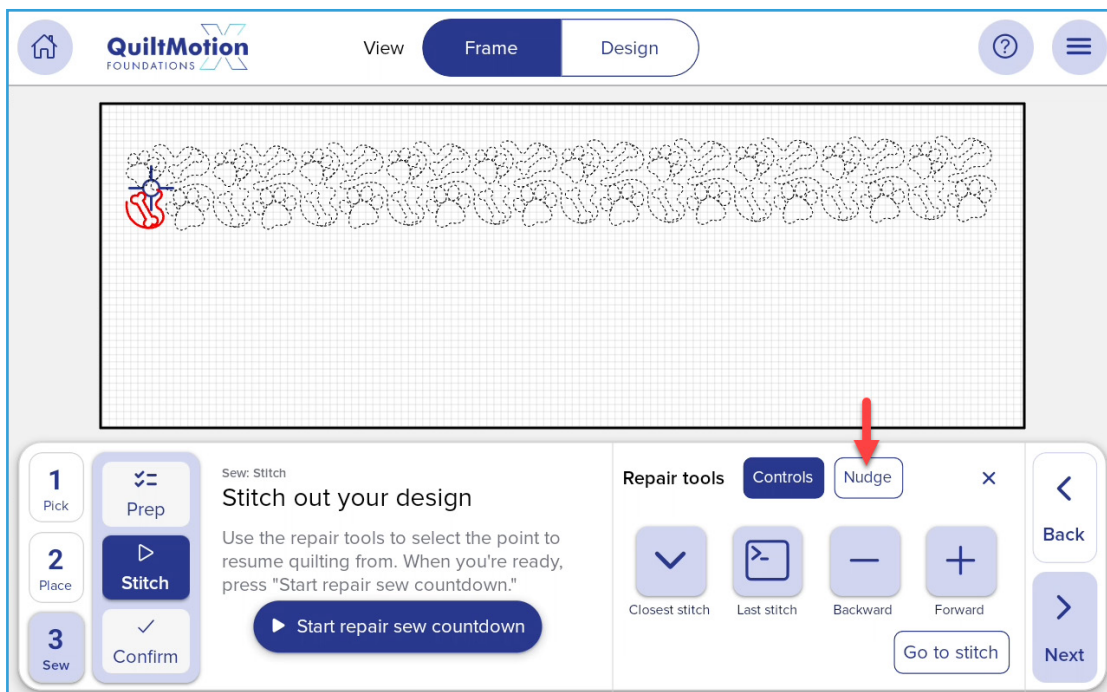 QuiltMotion
FOUNDATIONS
View
Frame
Design
?
1
Pick
2
Place
3
Sew
Prep
Stitch
Confirm
Sew: Stitch
Stitch out your design
Use the repair tools to select the point to
resume quilting from. When you're ready,
press "Start repair sew countdown."
Start repair sew countdown
Repair tools
Controls
Nudge
Closest stitch
Last stitch
Backward
Forward
Go to stitch
Back
Next